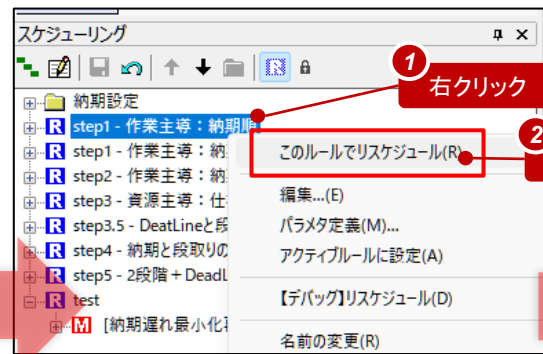 スケジューリング
1
右クリック
納期設定
step1 - 作業主導：納期順
2
step1 - 作業主導：納
このルールでリスケジュール(R)
step2 - 作業主導：納
step3 - 資源主導：仕
編集...(E)
step3.5 - DeatLineと段
パラメタ定義(M)...
step4 - 納期と段取りの
アクティブルールに設定(A)
step5 - 2段階＋DeadL
test
【デバッグ】リスケジュール(D)
[納期遅れ最小化
名前の変更(R)